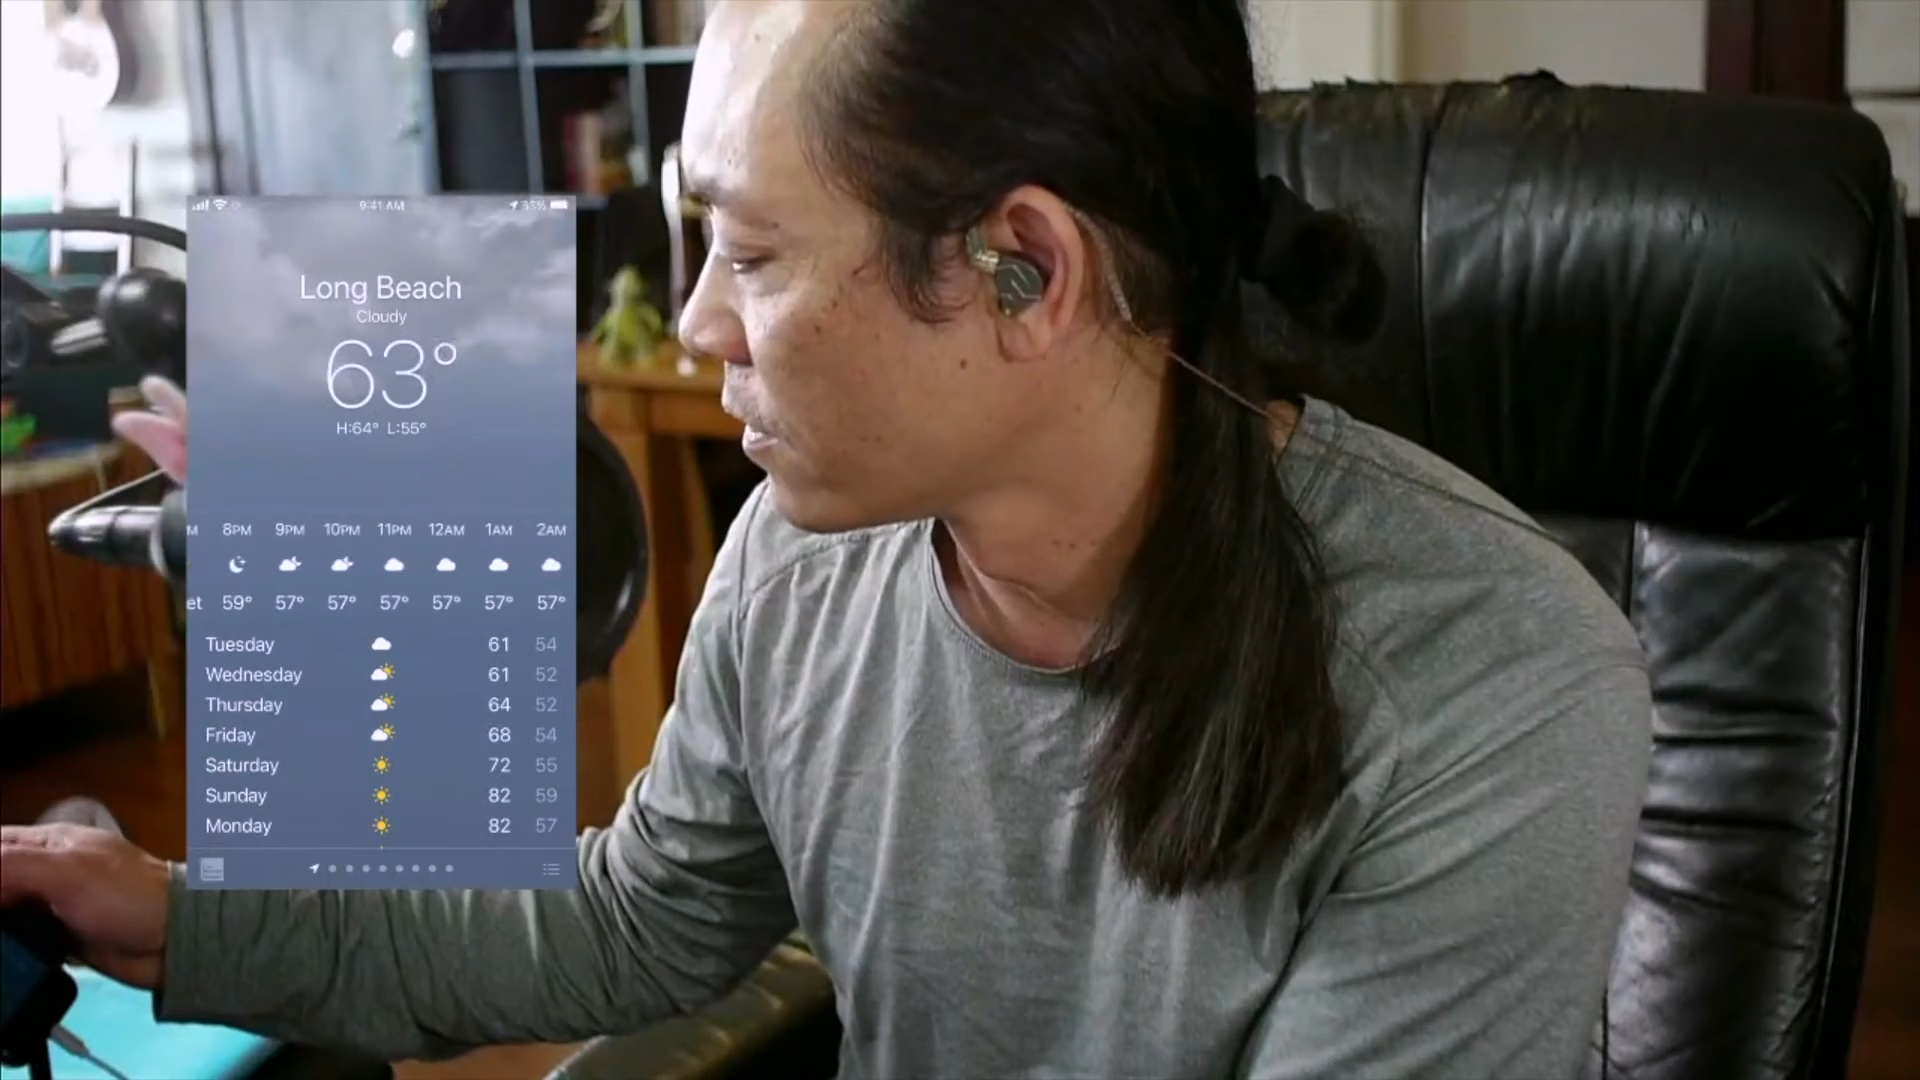 9:41 AM 93%
Long Beach
Cloudy
63°
H:64° L:55°
M 8PM 9PM 10PM 11PM 12AM 1AM 2AM
et 59° 57° 57° 57° 57° 57° 57°
Tuesday 61 54
Wednesday 61 52
Thursday 64 52
Friday 68 54
Saturday 72 55
Sunday 82 59
Monday 82 57